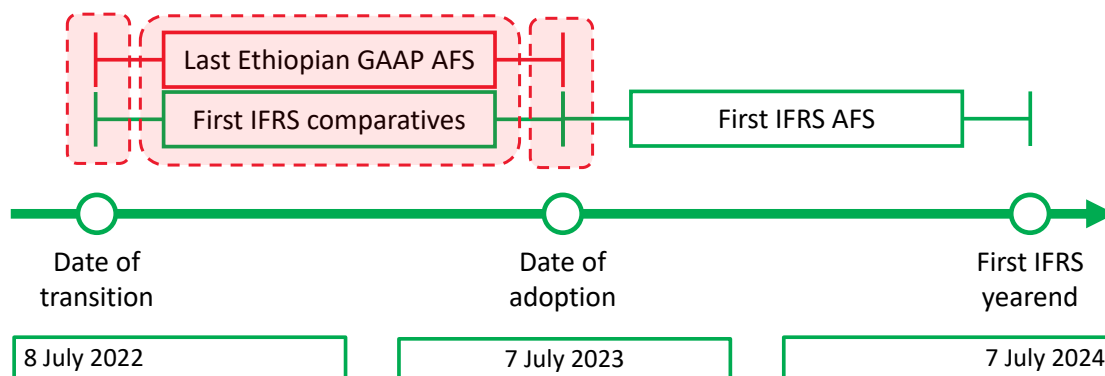 Last Ethiopian GAAP AFS
First IFRS comparatives
First IFRS AFS
Date of
transition
Date of
adoption
First IFRS
yearend
8 July 2022
7 July 2023
7 July 2024